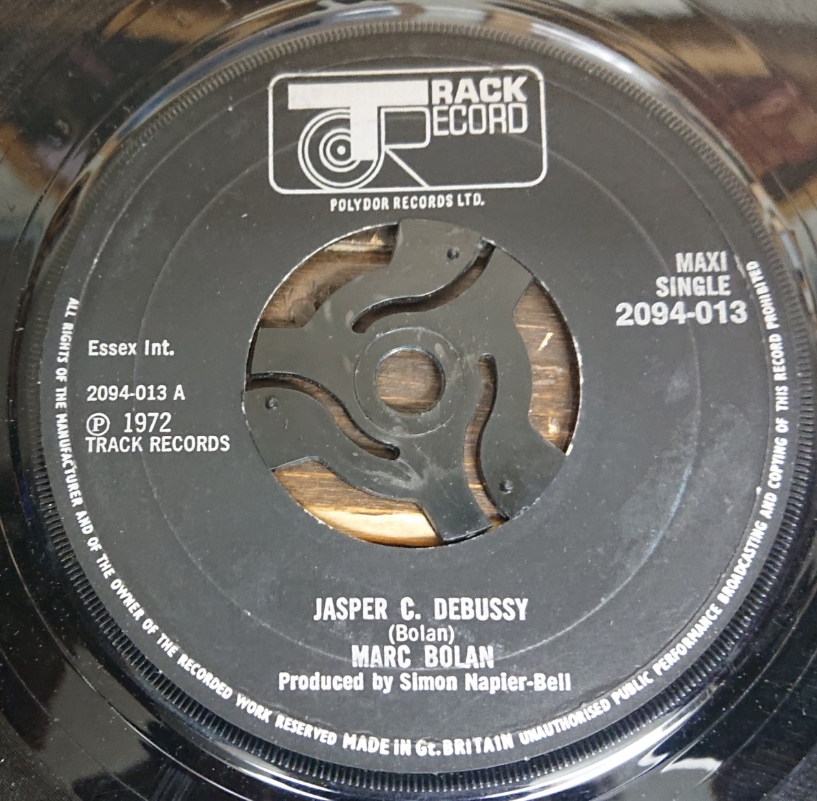 TRACK
RECORD
POLYDOR RECORDS LTD.
MAXI
SINGLE
2094-013
Essex Int.
2094-013 A
Ⓟ 1972
TRACK RECORDS
JASPER C. DEBUSSY
(Bolan)
MARC BOLAN
Produced by Simon Napier-Bell
ALL RIGHTS OF THE MANUFACTURER AND OF THE OWNER OF THE RECORDED WORK RESERVED MADE IN Gt. BRITAIN UNAUTHORISED PUBLIC PERFORMANCE BROADCASTING AND COPYING OF THIS RECORD PROHIBITED